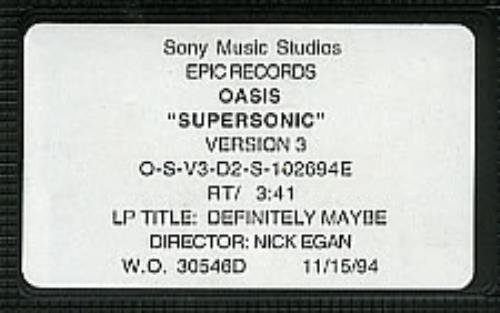 Sony Music Studios
EPIC RECORDS
OASIS
"SUPERSONIC"
VERSION 3
O-S-V3-D2-S-102694E
RT/ 3:41
LP TITLE: DEFINITELY MAYBE
DIRECTOR: NICK EGAN
W.O. 30546D 11/15/94